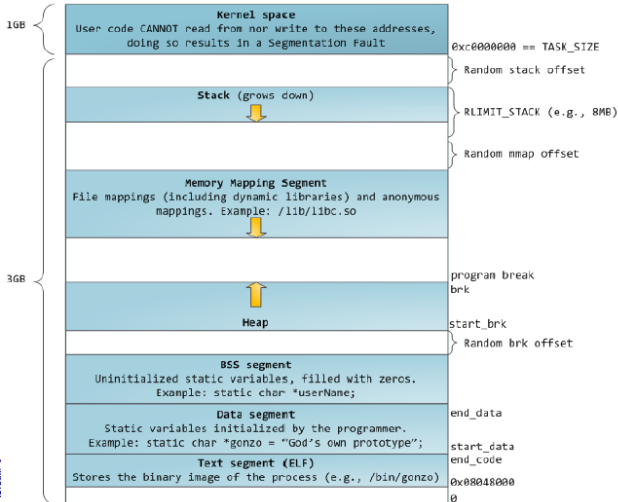 Kernel space
1GB
User code CANNOT read from nor write to these addresses,
doing so results in a Segmentation Fault
0xc0000000 == TASK_SIZE
Random stack offset
Stack (grows down)
RLIMIT_STACK (e.g., 8MB)
Random mmap offset
Memory Mapping Segment
File mappings (including dynamic libraries) and anonymous
mappings. Example: /lib/libc.so
3GB
program break
brk
Heap
start_brk
Random brk offset
BSS segment
Uninitialized static variables, filled with zeros.
Example: static char *userName;
Data segment
end_data
Static variables initialized by the programmer.
Example: static char *gonzo = "God's own prototype";
start_data
Text segment (ELF)
end_code
Stores the binary image of the process (e.g., /bin/gonzo)
0x08048000
0